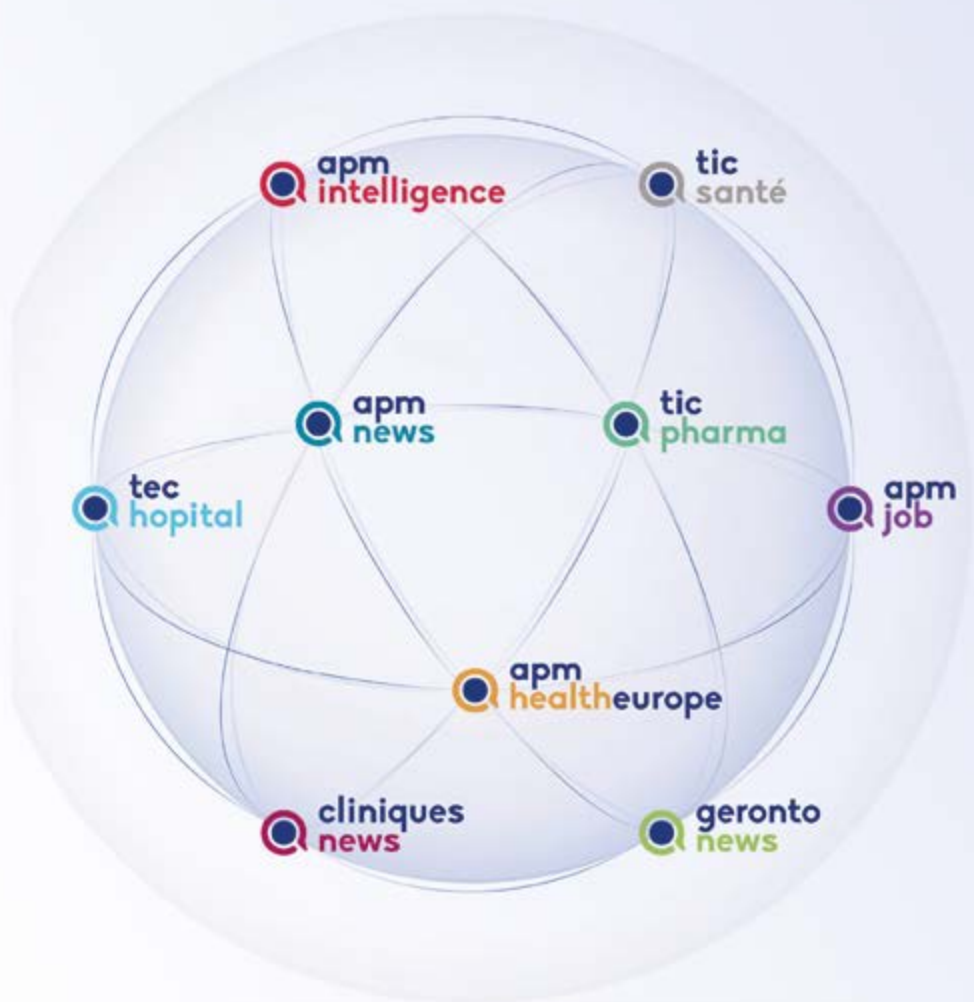 apm
intelligence
tic
santé
apm
news
tic
pharma
tec
hopital
apm
job
apm
healtheurope
cliniques
news
geronto
news